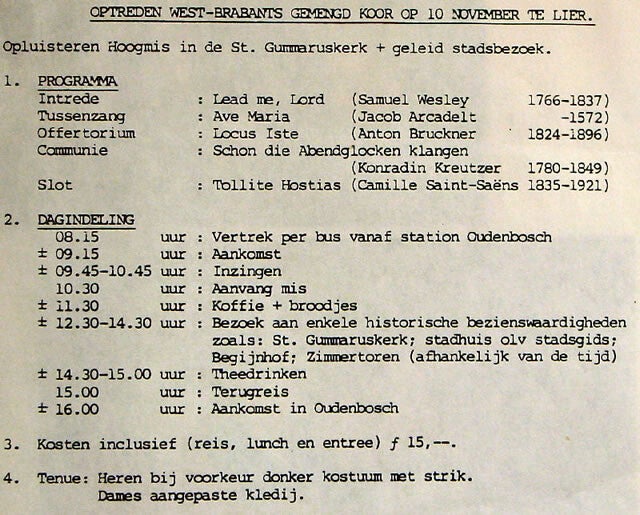 OPTREDEN WEST-BRABANTS GEMENGD KOOR OP 10 NOVEMBER TE LIER.
Opluisteren Hoogmis in de St. Gummaruskerk + geleid stadsbezoek.
1. PROGRAMMA
Intrede : Lead me, Lord (Samuel Wesley 1766-1837)
Tussenzang : Ave Maria (Jacob Arcadelt -1572)
Offertorium : Locus Iste (Anton Bruckner 1824-1896)
Communie : Schon die Abendglocken klangen
(Konradin Kreutzer 1780-1849)
Slot : Tollite Hostias (Camille Saint-Saëns 1835-1921)
2. DAGINDELING
08.15 uur : Vertrek per bus vanaf station Oudenbosch
± 09.15 uur : Aankomst
± 09.45-10.45 uur : Inzingen
10.30 uur : Aanvang mis
± 11.30 uur : Koffie + broodjes
± 12.30-14.30 uur : Bezoek aan enkele historische bezienswaardigheden
zoals: St. Gummaruskerk; stadhuis olv stadsgids;
Begijnhof; Zimmertoren (afhankelijk van de tijd)
± 14.30-15.00 uur : Theedrinken
15.00 uur : Terugreis
± 16.00 uur : Aankomst in Oudenbosch
3. Kosten inclusief (reis, lunch en entree) ƒ 15,--.
4. Tenue: Heren bij voorkeur donker kostuum met strik.
Dames aangepaste kledij.